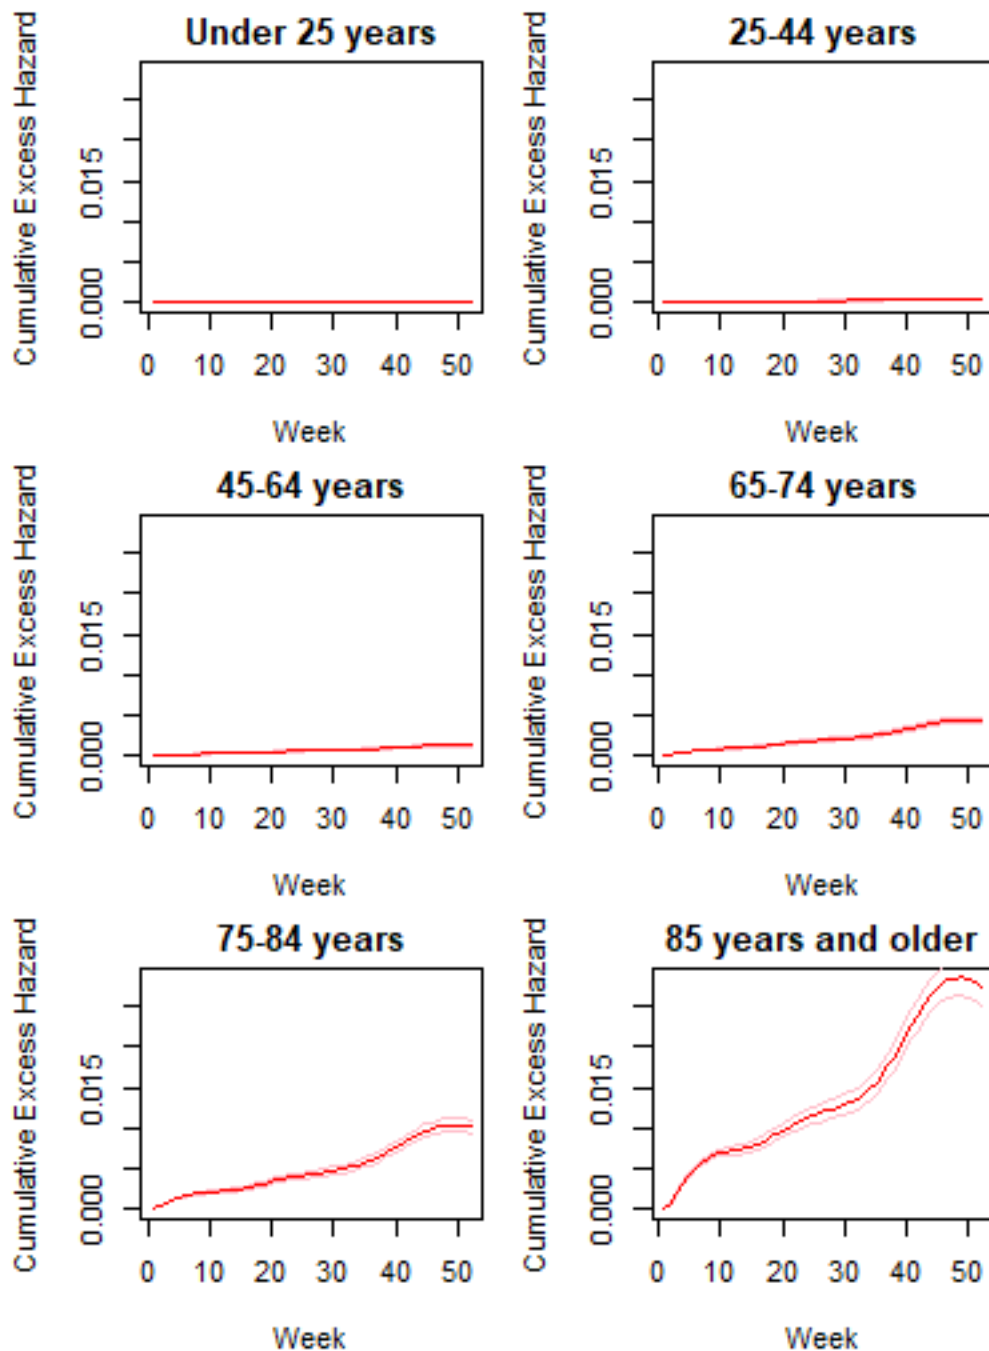 Under 25 years
Cumulative Excess Hazard
0.015
0.000
0 10 20 30 40 50
Week
25-44 years
Cumulative Excess Hazard
0.015
0.000
0 10 20 30 40 50
Week
45-64 years
Cumulative Excess Hazard
0.015
0.000
0 10 20 30 40 50
Week
65-74 years
Cumulative Excess Hazard
0.015
0.000
0 10 20 30 40 50
Week
75-84 years
Cumulative Excess Hazard
0.015
0.000
0 10 20 30 40 50
Week
85 years and older
Cumulative Excess Hazard
0.015
0.000
0 10 20 30 40 50
Week